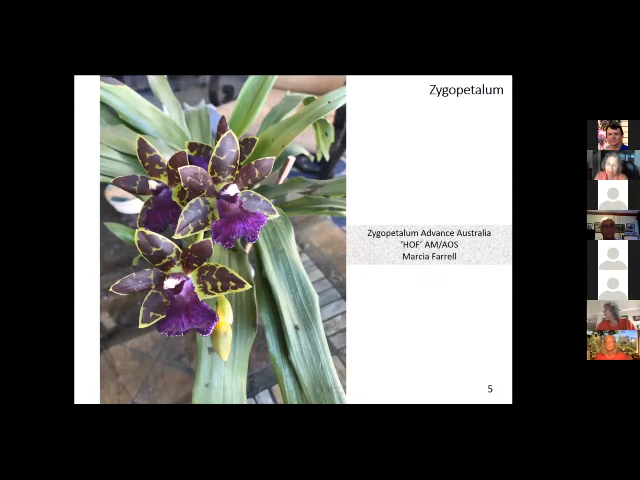 Zygopetalum
Zygopetalum Advance Australia
‘HOF’ AM/AOS
Marcia Farrell
5